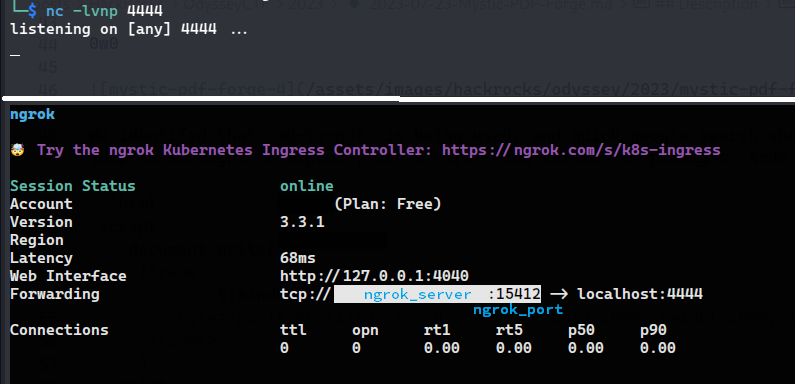 └─$ nc -lvnp 4444
listening on [any] 4444 ...
ngrok
🤯 Try the ngrok Kubernetes Ingress Controller: https://ngrok.com/s/k8s-ingress
Session Status online
Account (Plan: Free)
Version 3.3.1
Region
Latency 68ms
Web Interface http://127.0.0.1:4040
Forwarding tcp:// ngrok_server :15412 -> localhost:4444
ngrok_port
Connections ttl opn rt1 rt5 p50 p90
0 0 0.00 0.00 0.00 0.00